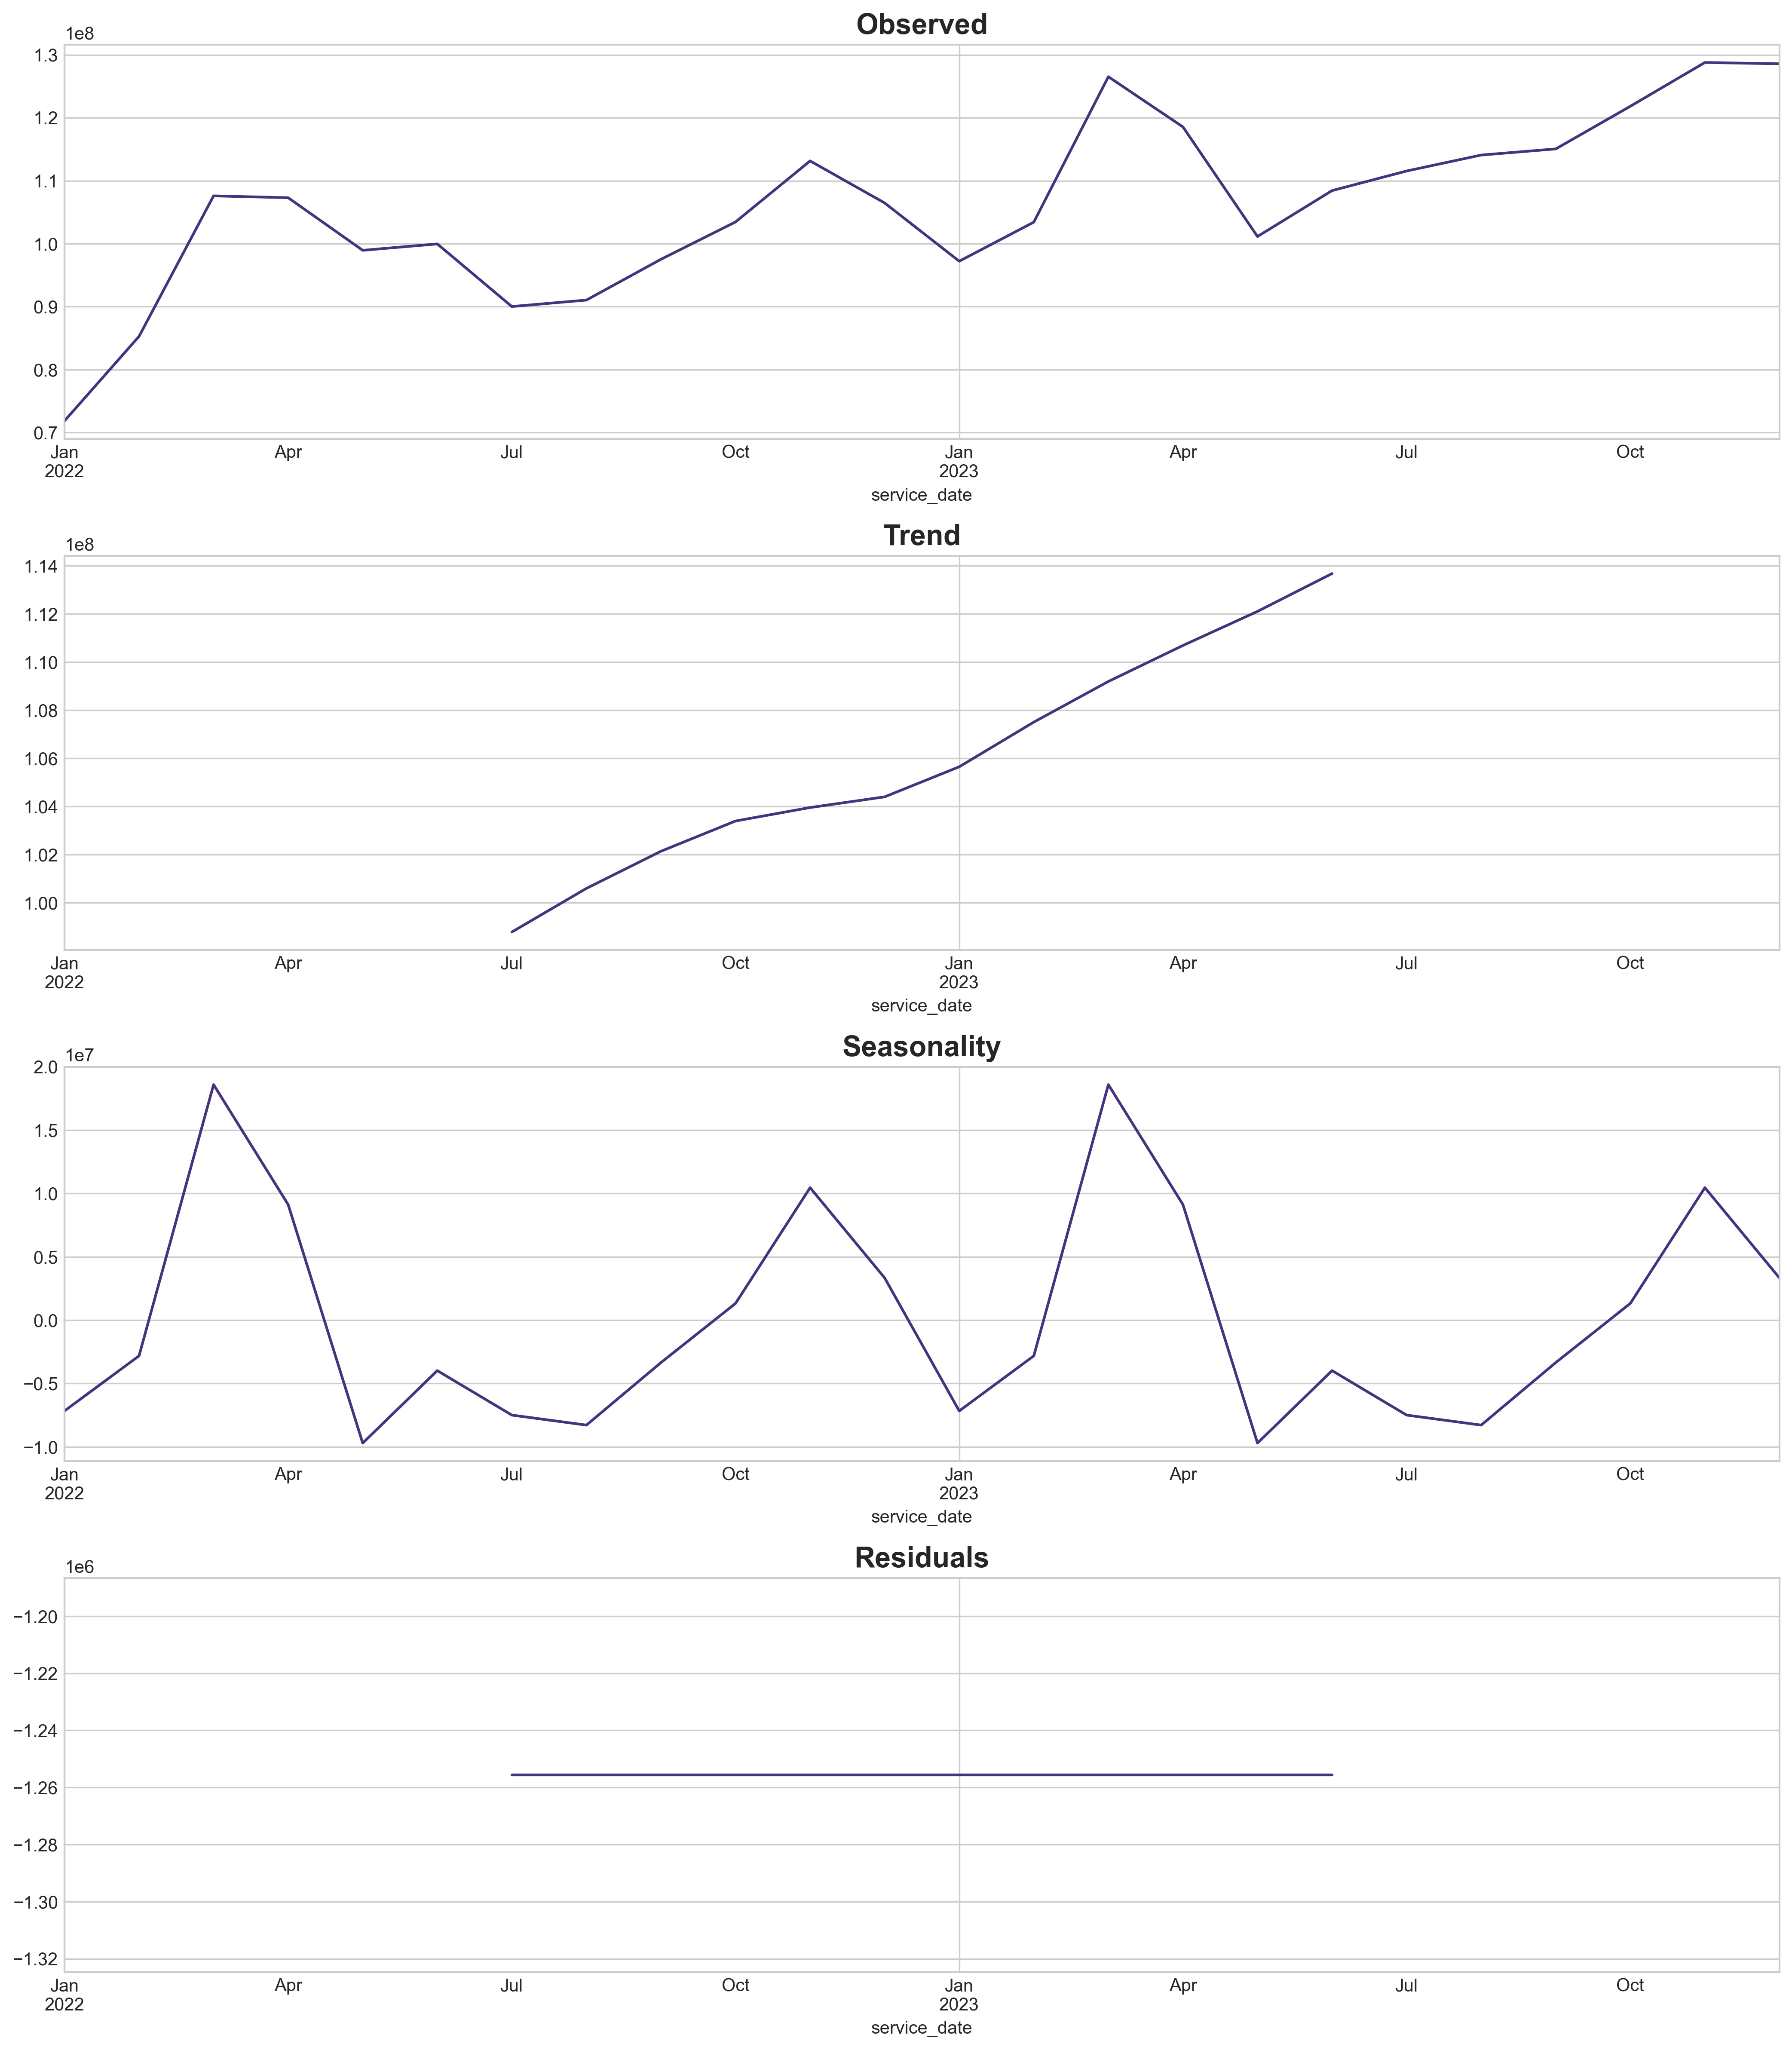 Observed
1e8
1.3
1.2
1.1
1.0
0.9
0.8
0.7
Jan Apr Jul Oct Jan Apr Jul Oct
2022 2023
service_date
Trend
1e8
1.14
1.12
1.10
1.08
1.06
1.04
1.02
1.00
Jan Apr Jul Oct Jan Apr Jul Oct
2022 2023
service_date
Seasonality
1e7
2.0
1.5
1.0
0.5
0.0
−0.5
−1.0
Jan Apr Jul Oct Jan Apr Jul Oct
2022 2023
service_date
Residuals
1e6
−1.20
−1.22
−1.24
−1.26
−1.28
−1.30
−1.32
Jan Apr Jul Oct Jan Apr Jul Oct
2022 2023
service_date